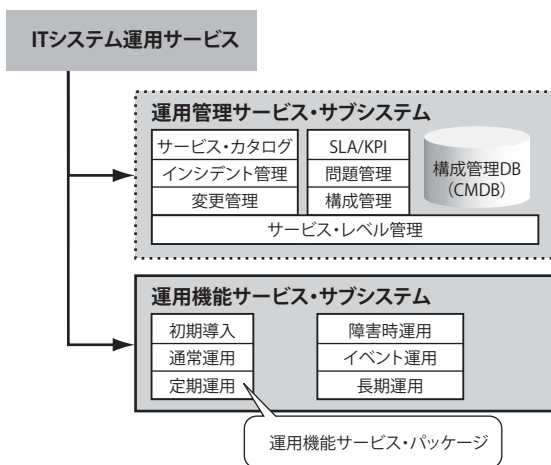 ITシステム運用サービス
運用管理サービス・サブシステム
サービス・カタログ
インシデント管理
変更管理
SLA/KPI
問題管理
構成管理
サービス・レベル管理
構成管理DB
(CMDB)
運用機能サービス・サブシステム
初期導入
通常運用
定期運用
障害時運用
イベント運用
長期運用
運用機能サービス・パッケージ